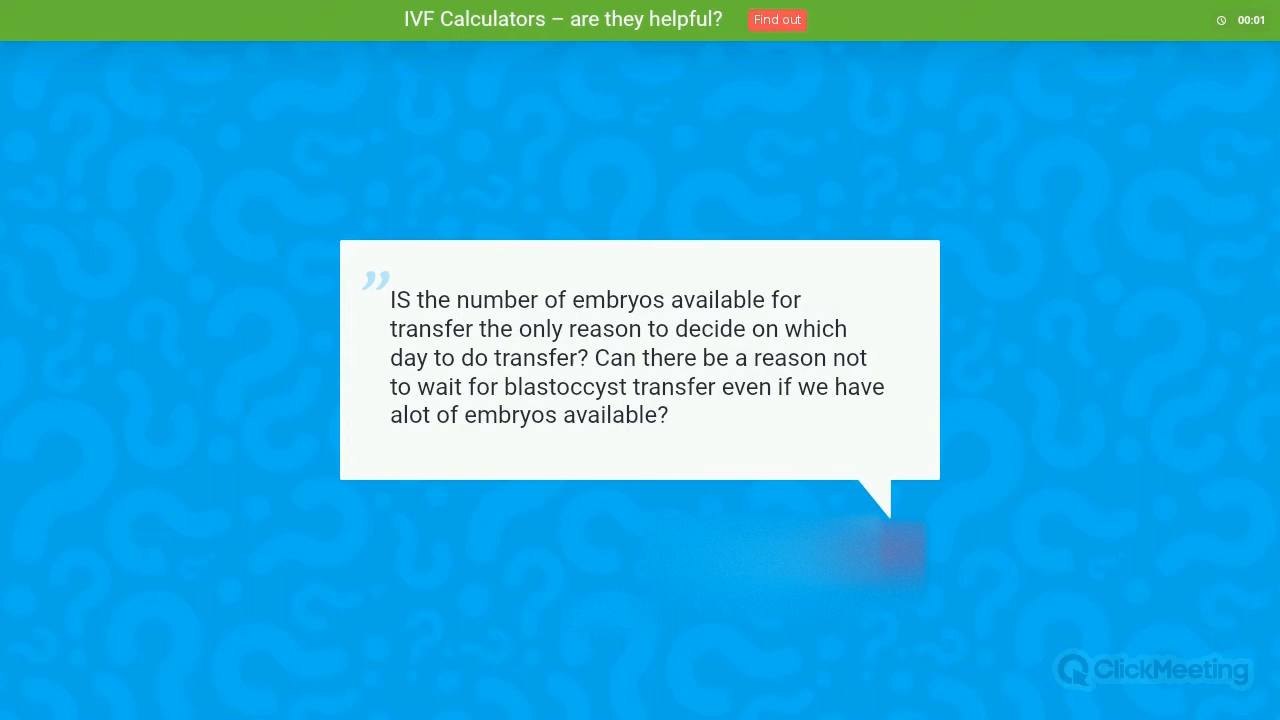 IVF Calculators – are they helpful? Find out 00:01
” IS the number of embryos available for
transfer the only reason to decide on which
day to do transfer? Can there be a reason not
to wait for blastoccyst transfer even if we have
alot of embryos available?
ClickMeeting